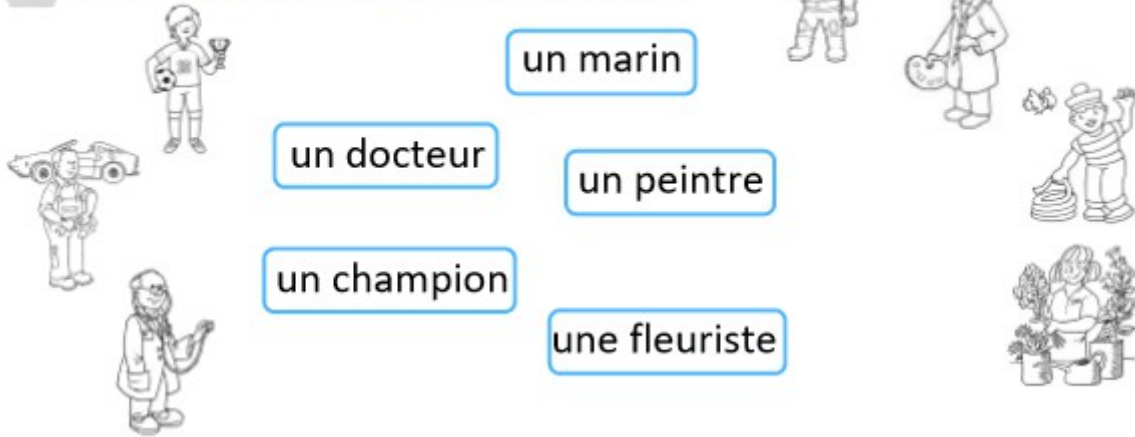 un marin
un docteur
un peintre
un champion
une fleuriste